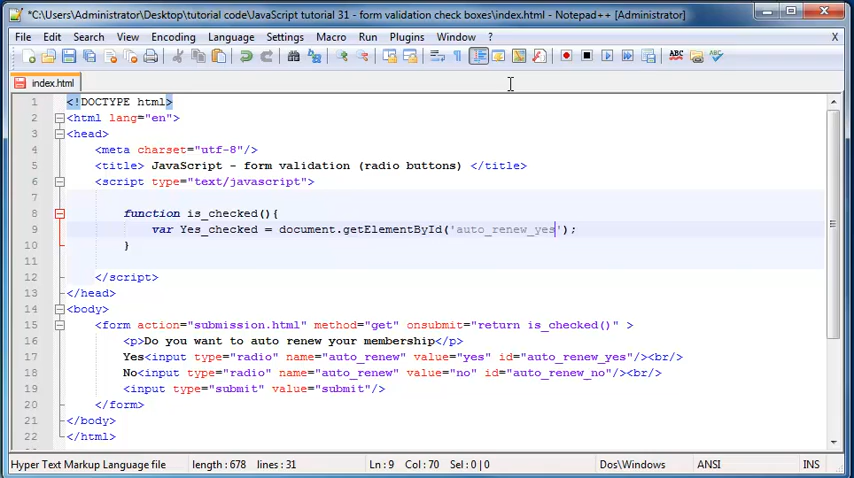 *C:\Users\Administrator\Desktop\tutorial code\JavaScript tutorial 31 - form validation check boxes\index.html - Notepad++ [Administrator]
File Edit Search View Encoding Language Settings Macro Run Plugins Window ? X
index.html
1 <!DOCTYPE html>
2 <html lang="en">
3 <head>
4 <meta charset="utf-8"/>
5 <title> JavaScript - form validation (radio buttons) </title>
6 <script type="text/javascript">
7
8 function is_checked(){
9 var Yes_checked = document.getElementById('auto_renew_yes');
10 }
11
12 </script>
13 </head>
14 <body>
15 <form action="submission.html" method="get" onsubmit="return is_checked()" >
16 <p>Do you want to auto renew your membership</p>
17 Yes<input type="radio" name="auto_renew" value="yes" id="auto_renew_yes"/><br/>
18 No<input type="radio" name="auto_renew" value="no" id="auto_renew_no"/><br/>
19 <input type="submit" value="submit"/>
20 </form>
21 </body>
22 </html>
Hyper Text Markup Language file length : 678 lines : 31 Ln : 9 Col : 70 Sel : 0 | 0 Dos\Windows ANSI INS